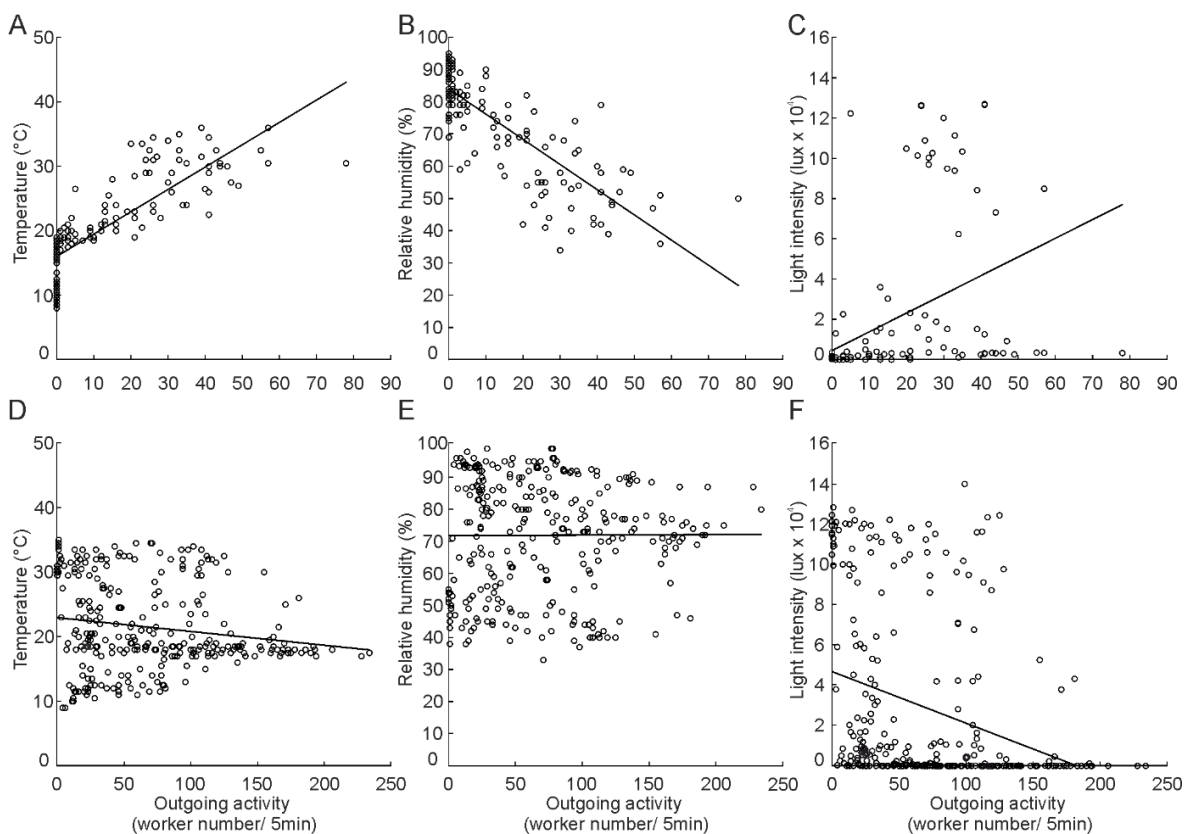 A
B
C
50
40
30
20
10
0
Temperature (°C)
0 10 20 30 40 50 60 70 80 90
100
90
80
70
60
50
40
30
20
10
0
Relative humidity (%)
0 10 20 30 40 50 60 70 80 90
16
14
12
10
8
6
4
2
0
Light intensity (lux x 10⁴)
0 10 20 30 40 50 60 70 80 90
D
E
F
50
40
30
20
10
0
Temperature (°C)
0 50 100 150 200 250
Outgoing activity
(worker number/ 5min)
100
90
80
70
60
50
40
30
20
10
0
Relative humidity (%)
0 50 100 150 200 250
Outgoing activity
(worker number/ 5min)
16
14
12
10
8
6
4
2
0
Light intensity (lux x 10⁴)
0 50 100 150 200 250
Outgoing activity
(worker number/ 5min)